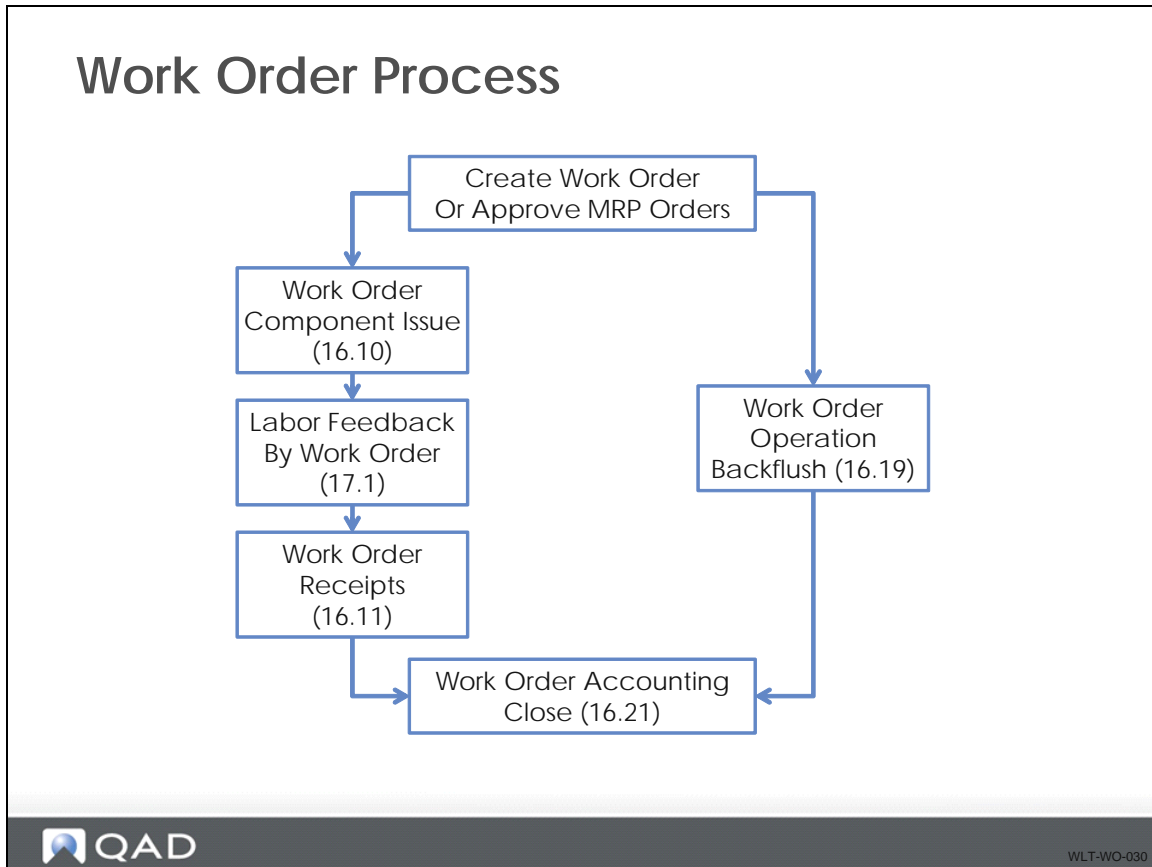 Work Order Process
Create Work Order
Or Approve MRP Orders
Work Order
Component Issue
(16.10)
Labor Feedback
By Work Order
(17.1)
Work Order
Receipts
(16.11)
Work Order
Operation
Backflush (16.19)
Work Order Accounting
Close (16.21)
QAD
WLT-WO-030